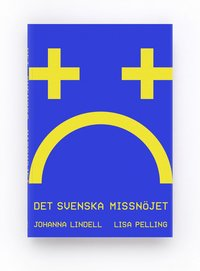 DET SVENSKA MISSNÖJET
JOHANNA LINDELL LISA PELLING